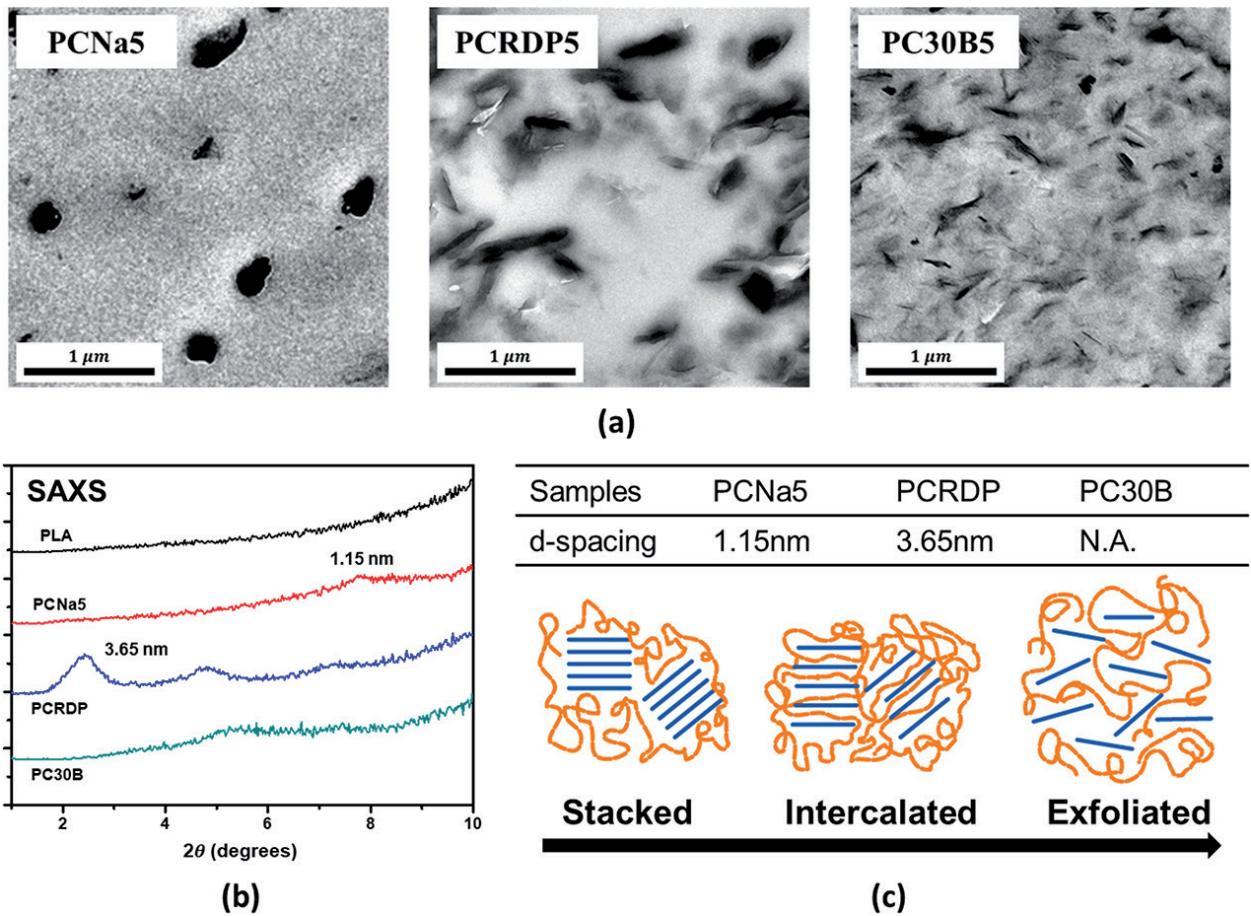 PCNa5
PCRDP5
PC30B5
1 μm
1 μm
1 μm
(a)
SAXS
PLA
1.15 nm
PCNa5
3.65 nm
PCRDP
PC30B
2 4 6 8 10
2θ (degrees)
(b)
Samples PCNa5 PCRDP PC30B
d-spacing 1.15nm 3.65nm N.A.
Stacked Intercalated Exfoliated
(c)